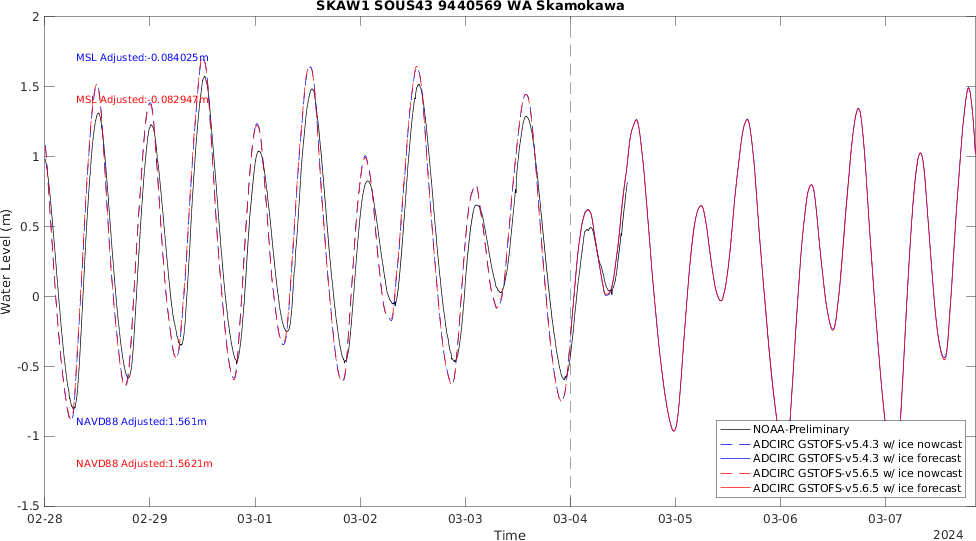 SKAW1 SOUS43 9440569 WA Skamokawa
2
1.5
1
0.5
0
-0.5
-1
-1.5
Water Level (m)
MSL Adjusted:-0.084025m
MSL Adjusted:-0.082947m
NAVD88 Adjusted:1.561m
NAVD88 Adjusted:1.5621m
NOAA-Preliminary
ADCIRC GSTOFS-v5.4.3 w/ ice nowcast
ADCIRC GSTOFS-v5.4.3 w/ ice forecast
ADCIRC GSTOFS-v5.6.5 w/ ice nowcast
ADCIRC GSTOFS-v5.6.5 w/ ice forecast
02-28 02-29 03-01 03-02 03-03 03-04 03-05 03-06 03-07
Time
2024